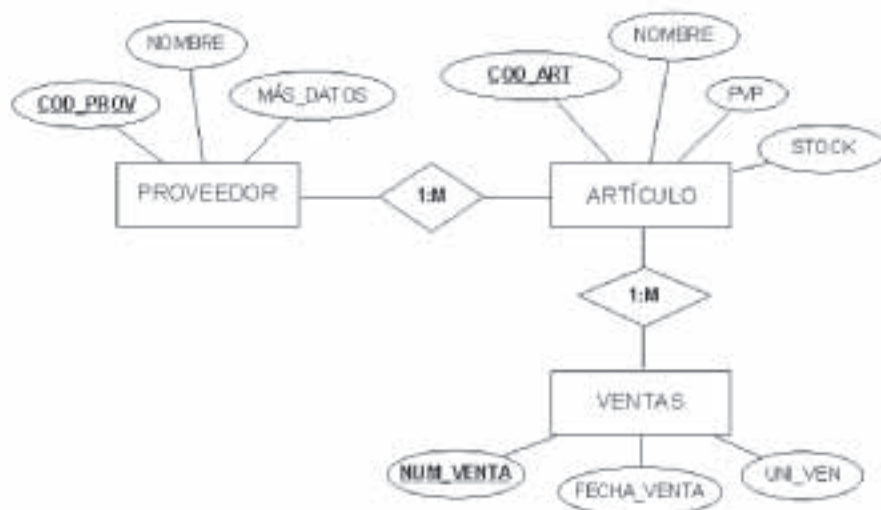 NOMBRE
COD_PROV
MÁS_DATOS
PROVEEDOR
1:M
NOMBRE
COD_ART
PVP
STOCK
ARTÍCULO
1:M
VENTAS
NUM_VENTA
FECHA_VENTA
UNI_VEN